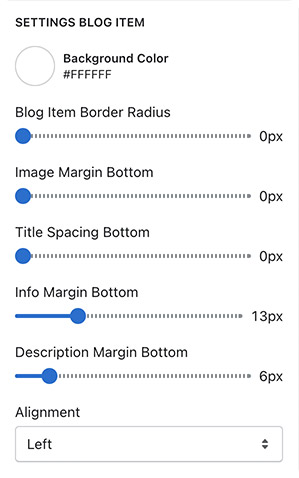 SETTINGS BLOG ITEM
Background Color
#FFFFFF
Blog Item Border Radius
0px
Image Margin Bottom
0px
Title Spacing Bottom
0px
Info Margin Bottom
13px
Description Margin Bottom
6px
Alignment
Left